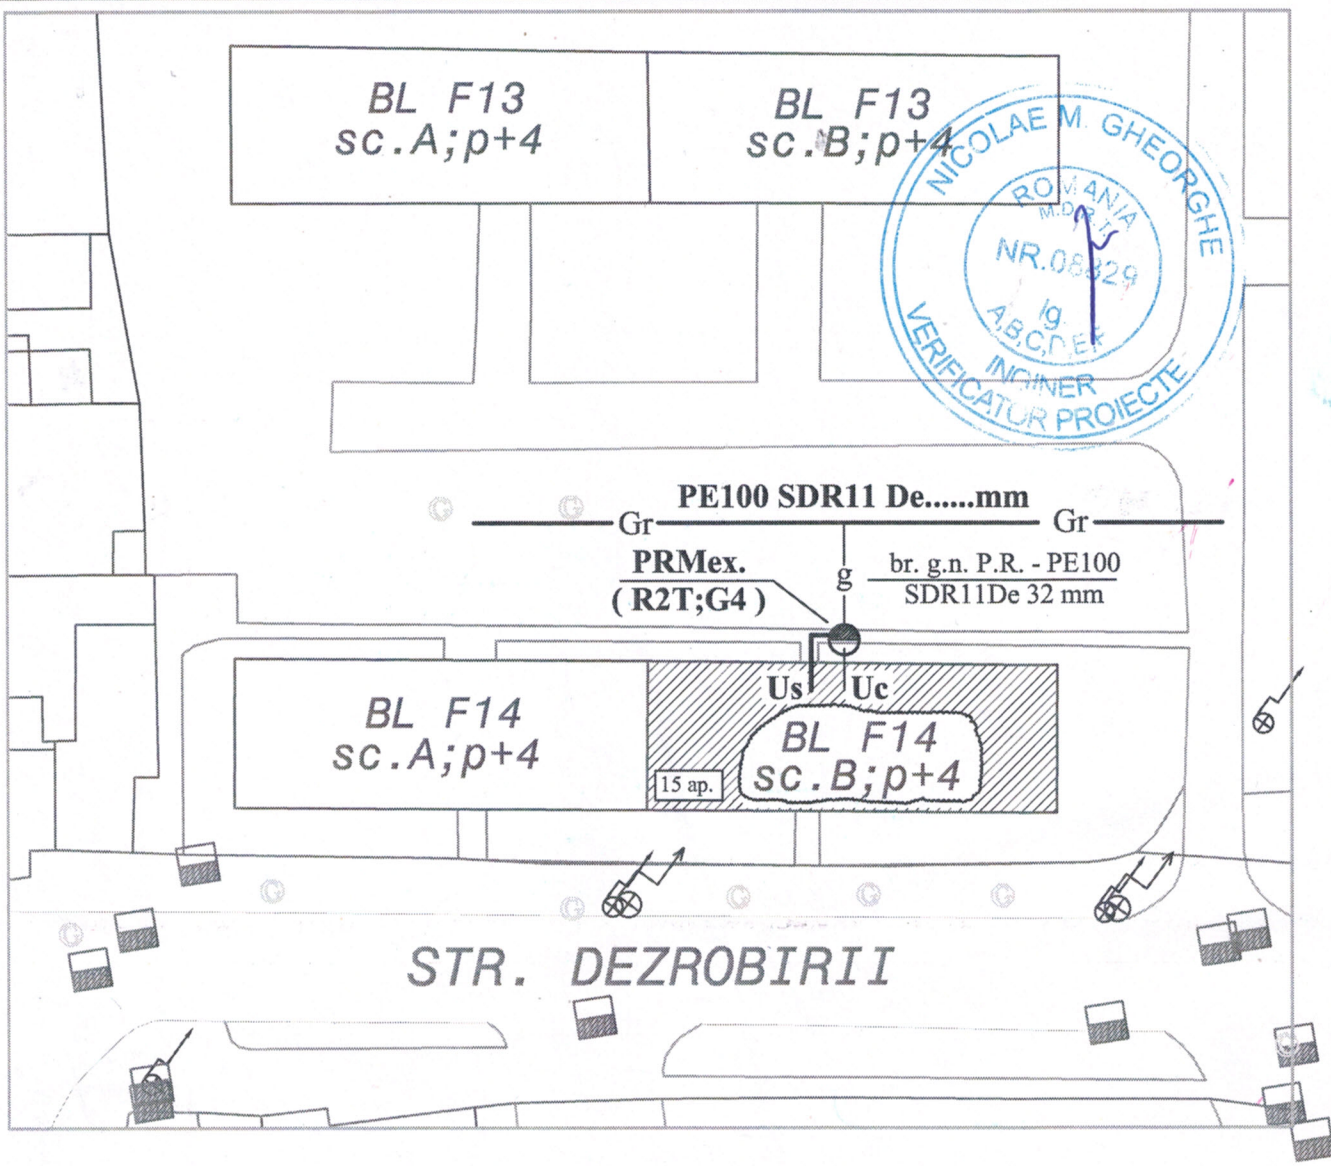 BL F13
sc.A;p+4
BL F13
sc.B;p+4
NICOLAE M. GHEORGHE
ROMANIA
M.D.R.T.
NR.08829
Ig.
A,B,C,D,E,F
INGINER
VERIFICATOR PROIECTE
G
G
PE100 SDR11 De......mm
Gr
Gr
PRMex.
( R2T;G4 )
g
br. g.n. P.R. - PE100
SDR11De 32 mm
Us
Uc
BL F14
sc.A;p+4
BL F14
sc.B;p+4
15 ap.
G
G
G
G
G
G
STR. DEZROBIRII